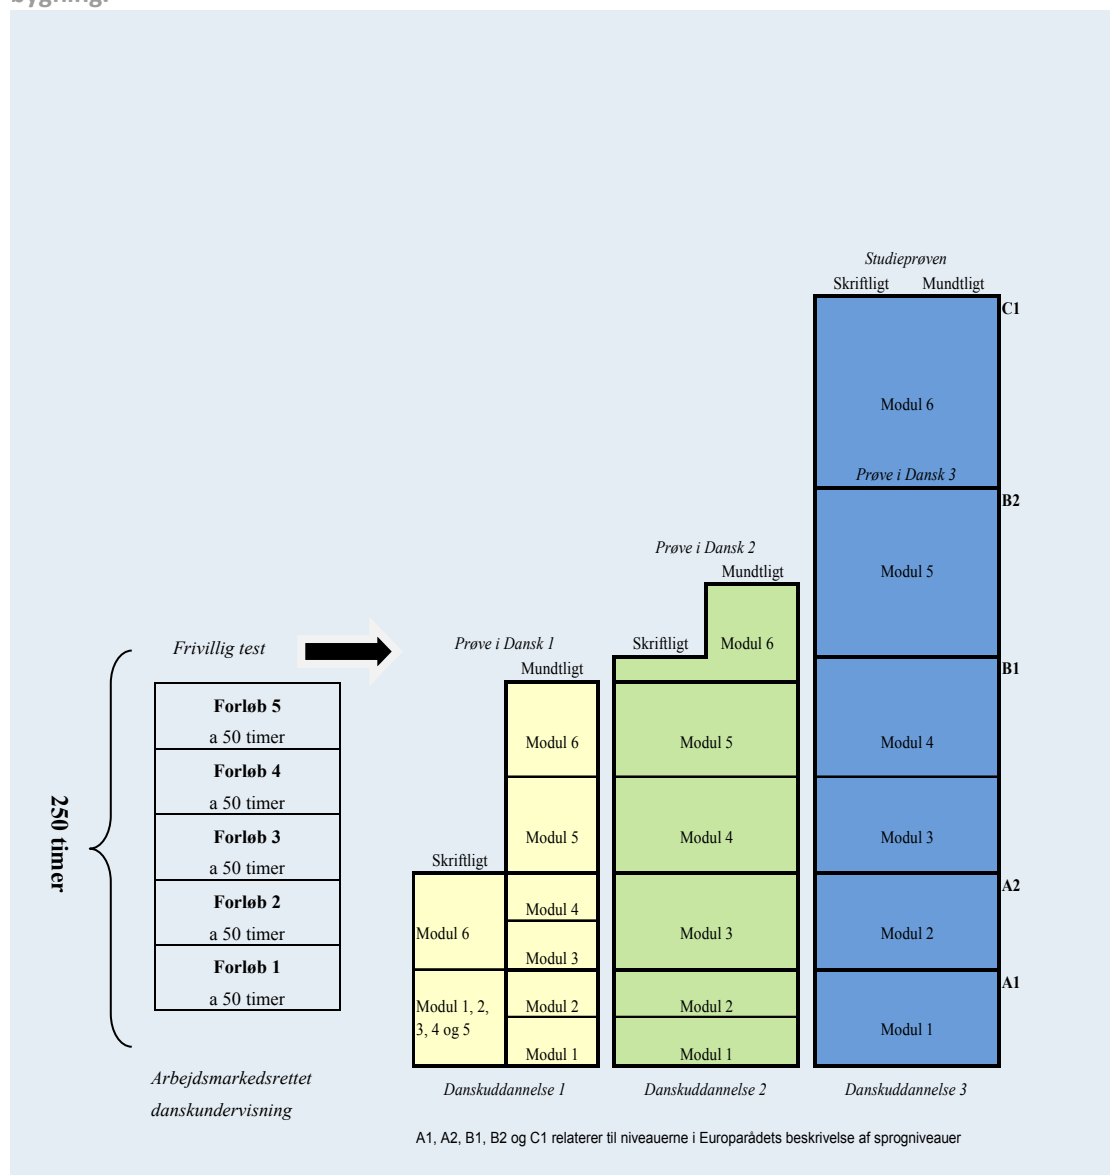 bygning.
Studieprøven
Skriftligt Mundtligt
C1
Modul 6
Prøve i Dansk 3
B2
Modul 5
B1
Modul 4
Modul 3
A2
Modul 2
A1
Modul 1
Danskuddannelse 3
Prøve i Dansk 2
Mundtligt
Skriftligt
Modul 6
Modul 5
Modul 4
Modul 3
Modul 2
Modul 1
Danskuddannelse 2
Prøve i Dansk 1
Mundtligt
Modul 6
Modul 5
Skriftligt
Modul 4
Modul 6
Modul 3
Modul 1, 2,
3, 4 og 5
Modul 2
Modul 1
Danskuddannelse 1
Frivillig test
Forløb 5
a 50 timer
Forløb 4
a 50 timer
Forløb 3
a 50 timer
Forløb 2
a 50 timer
Forløb 1
a 50 timer
250 timer
Arbejdsmarkedsrettet
danskundervisning
A1, A2, B1, B2 og C1 relaterer til niveauerne i Europarådets beskrivelse af sprogniveauer